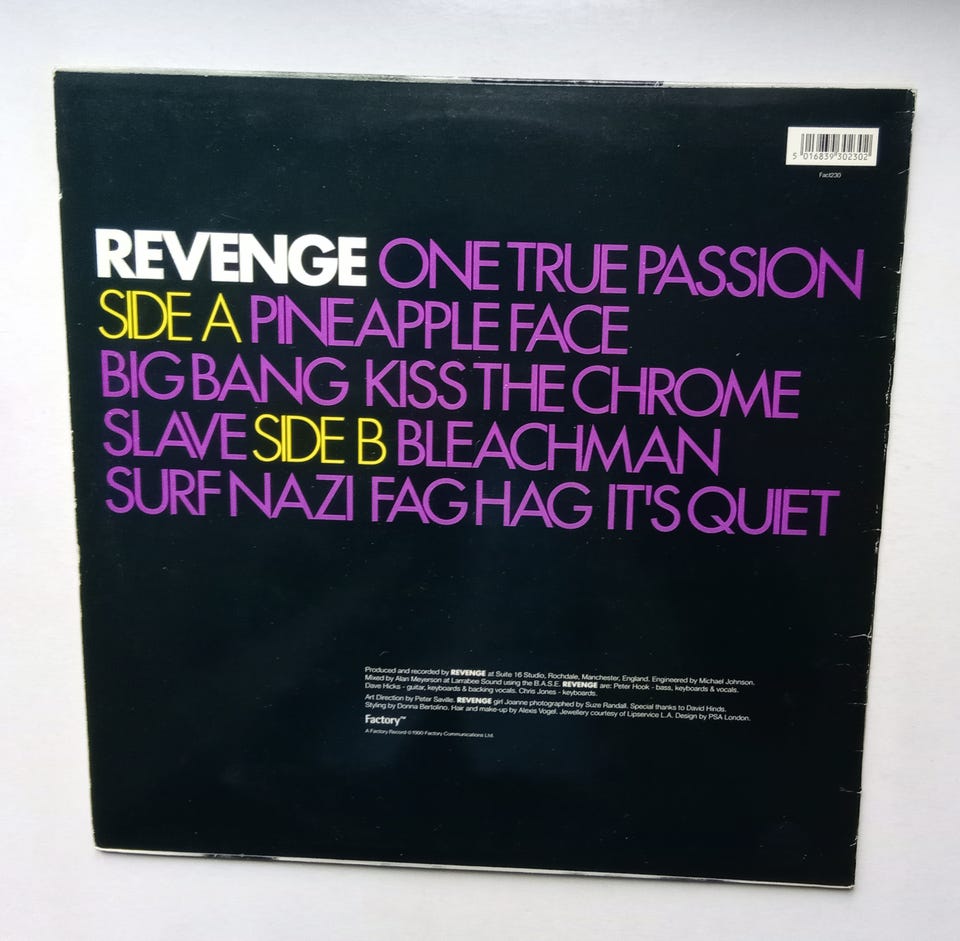 5 016839 302302
Fact230
REVENGE ONE TRUE PASSION
SIDE A PINEAPPLE FACE
BIG BANG KISS THE CHROME
SLAVE SIDE B BLEACHMAN
SURF NAZI FAG HAG IT'S QUIET
Produced and recorded by REVENGE at Suite 16 Studio, Rochdale, Manchester, England. Engineered by Michael Johnson.
Mixed by Alan Meyerson at Larrabee Sound using the B.A.S.E. REVENGE are: Peter Hook - bass, keyboards & vocals.
Dave Hicks - guitar, keyboards & backing vocals. Chris Jones - keyboards.
Art Direction by Peter Saville. REVENGE girl Joanne photographed by Suze Randall. Special thanks to David Hinds.
Styling by Donna Bertolino. Hair and make-up by Alexis Vogel. Jewellery courtesy of Lipservice L.A. Design by PSA London.
Factory™
A Factory Record ©1990 Factory Communications Ltd.